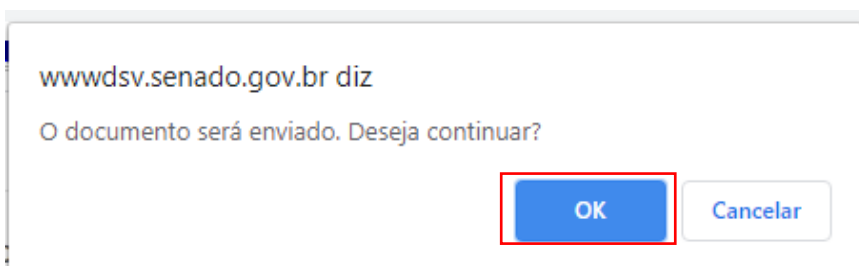 wwwdsv.senado.gov.br diz
O documento será enviado. Deseja continuar?
OK Cancelar